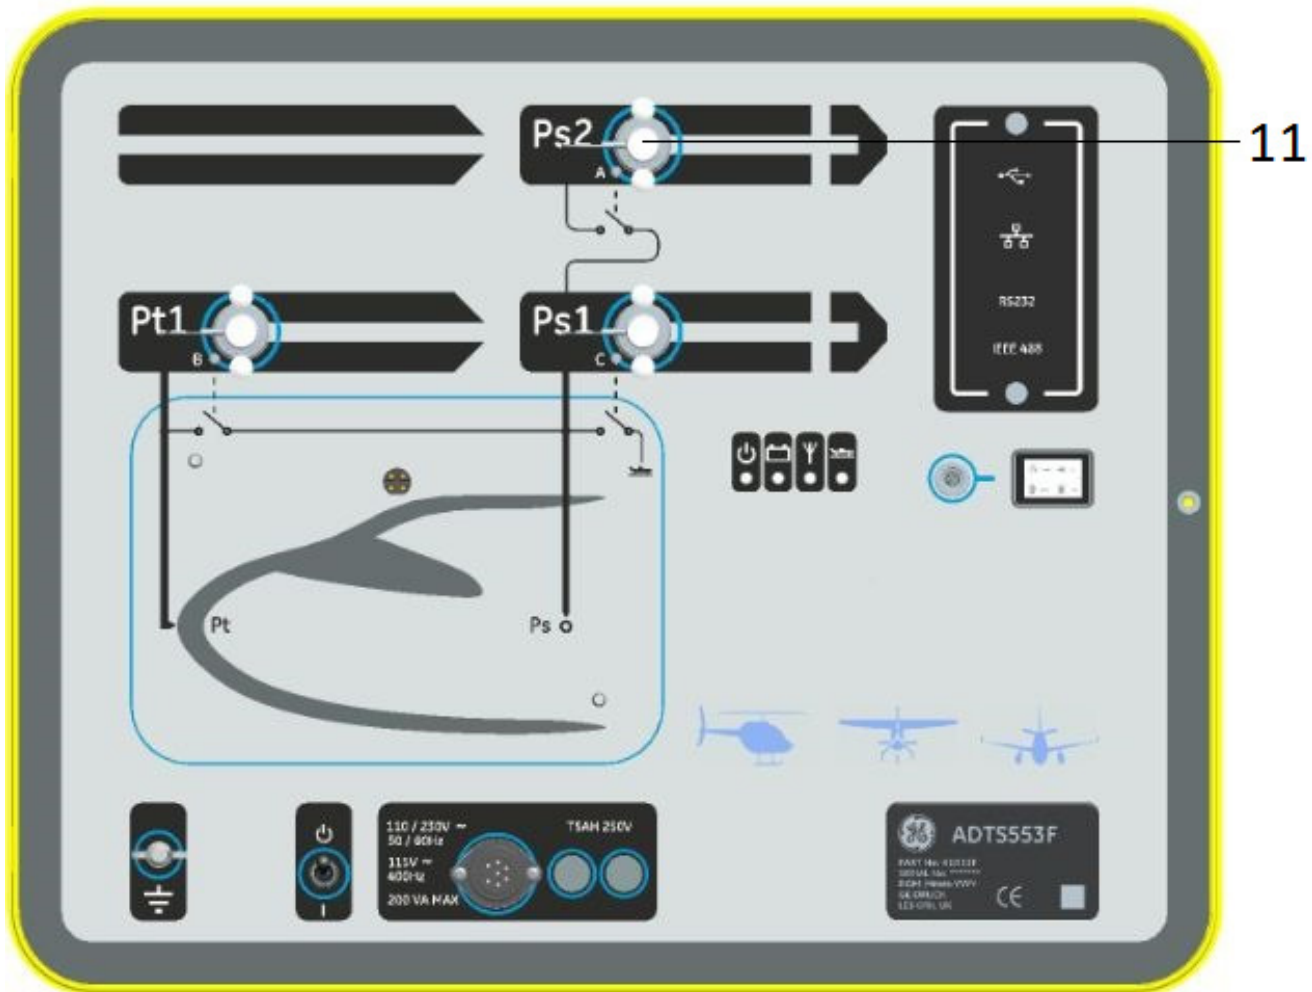 Ps2
11
A
Pt1
Ps1
B
C
RS232
IEEE 488
Pt
Ps
110 / 230V ~
50 / 60Hz
115V ~
400Hz
200 VA MAX
T5AH 250V
GE
ADTS553F
CE